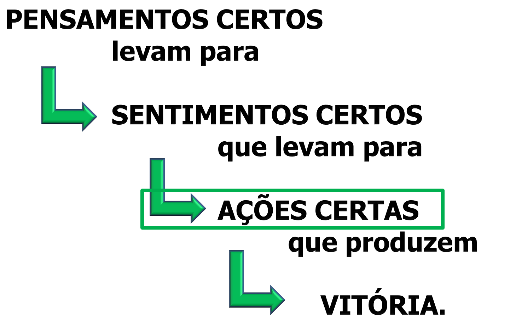 PENSAMENTOS CERTOS
levam para
SENTIMENTOS CERTOS
que levam para
AÇÕES CERTAS
que produzem
VITÓRIA.